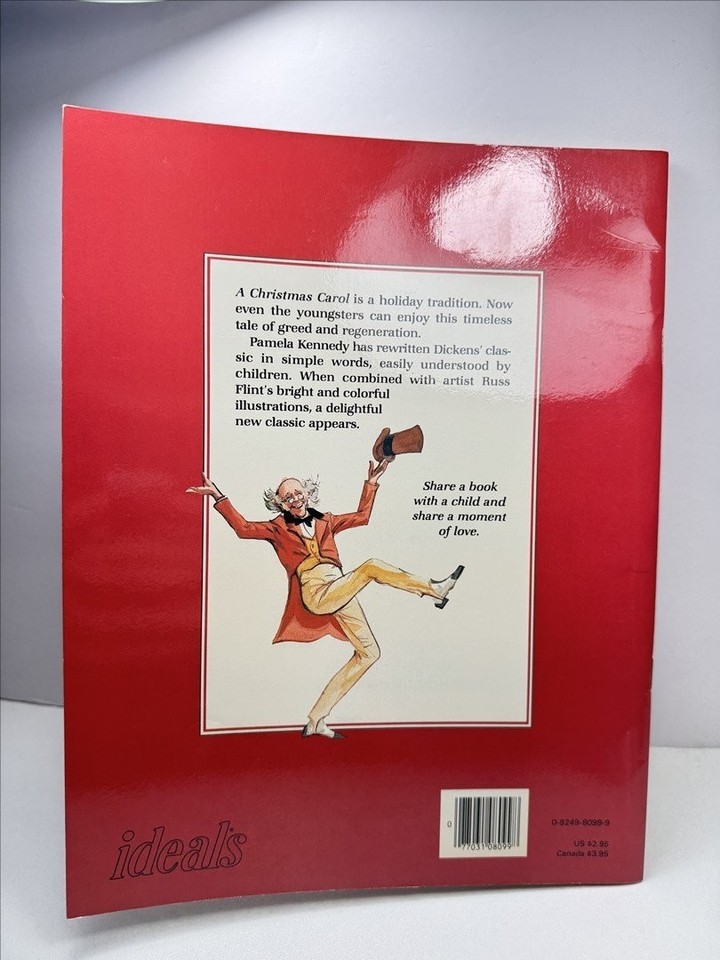 A Christmas Carol is a holiday tradition. Now
even the youngsters can enjoy this timeless
tale of greed and regeneration.
Pamela Kennedy has rewritten Dickens' clas-
sic in simple words, easily understood by
children. When combined with artist Russ
Flint's bright and colorful
illustrations, a delightful
new classic appears.
Share a book
with a child and
share a moment
of love.
ideals
0
77031 08099
0-8249-8099-9
US $2.95
Canada $3.95